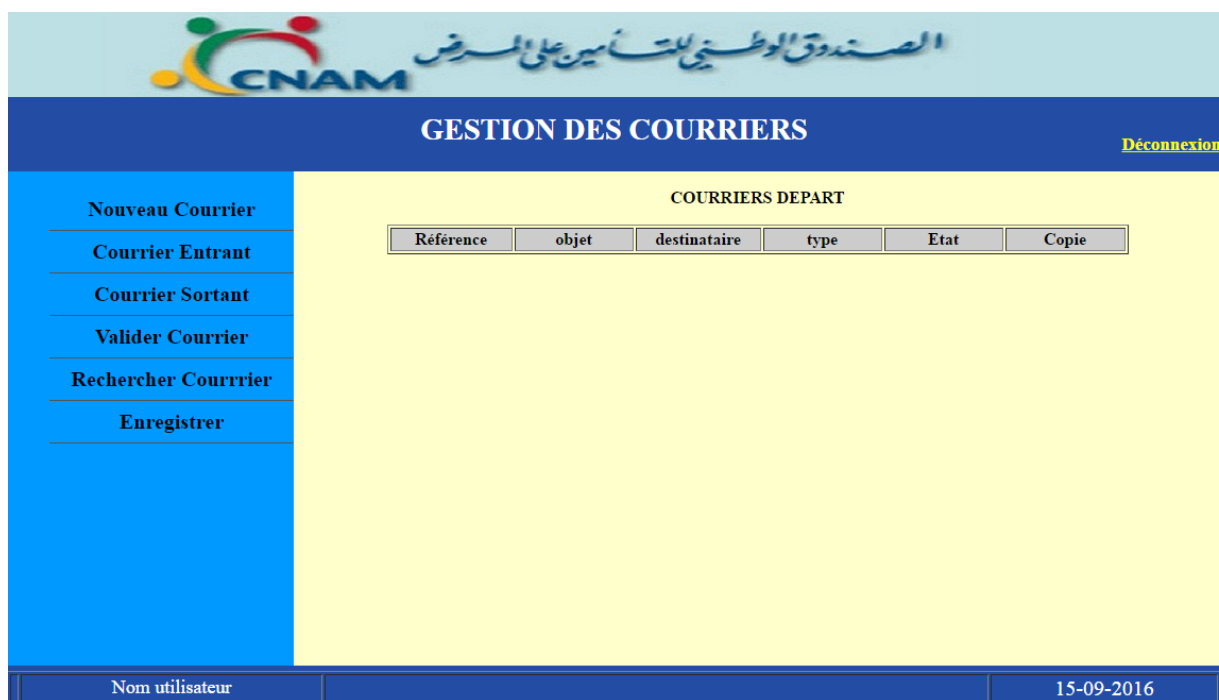 CNAM الصندوق الوطني للتأمين على المرض
GESTION DES COURRIERS
Déconnexion
Nouveau Courrier
Courrier Entrant
Courrier Sortant
Valider Courrier
Rechercher Courrrier
Enregistrer
COURRIERS DEPART
Référence objet destinataire type Etat Copie
Nom utilisateur 15-09-2016